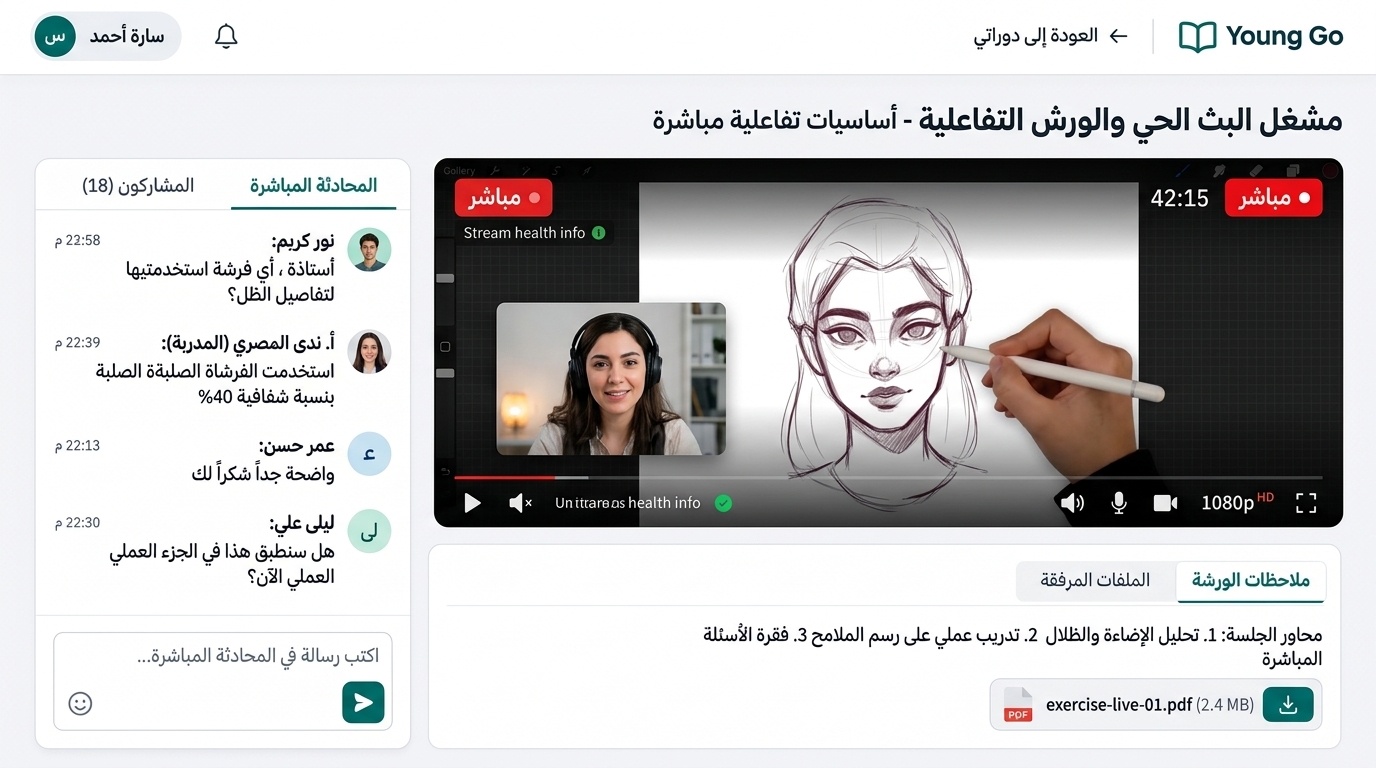 Young Go
العودة إلى دوراتي
سارة أحمد
س
مشغل البث الحي والورش التفاعلية - أساسيات تفاعلية مباشرة
Gallery
مباشر
42:15
مباشر
Stream health info
health info
1080p HD
ملاحظات الورشة
الملفات المرفقة
محاور الجلسة: 1. تحليل الإضاءة والظلال 2. تدريب عملي على رسم الملامح 3. فقرة الأسئلة
المباشرة
PDF
exercise-live-01.pdf (2.4 MB)
المحادثة المباشرة
المشاركون (18)
نور كريم:
22:58 م
أستاذة ، أي فرشة استخدمتيها
لتفاصيل الظل؟
أ. ندى المصري (المدربة):
22:39 م
استخدمت الفرشاة الصلبةة الصلبة
بنسبة شفافية 40%
ع
عمر حسن:
22:13 م
واضحة جداً شكراً لك
لى
ليلى علي:
22:30 م
هل سنطبق هذا في الجزء العملي
العملي الآن؟
اكتب رسالة في المحادثة المباشرة...